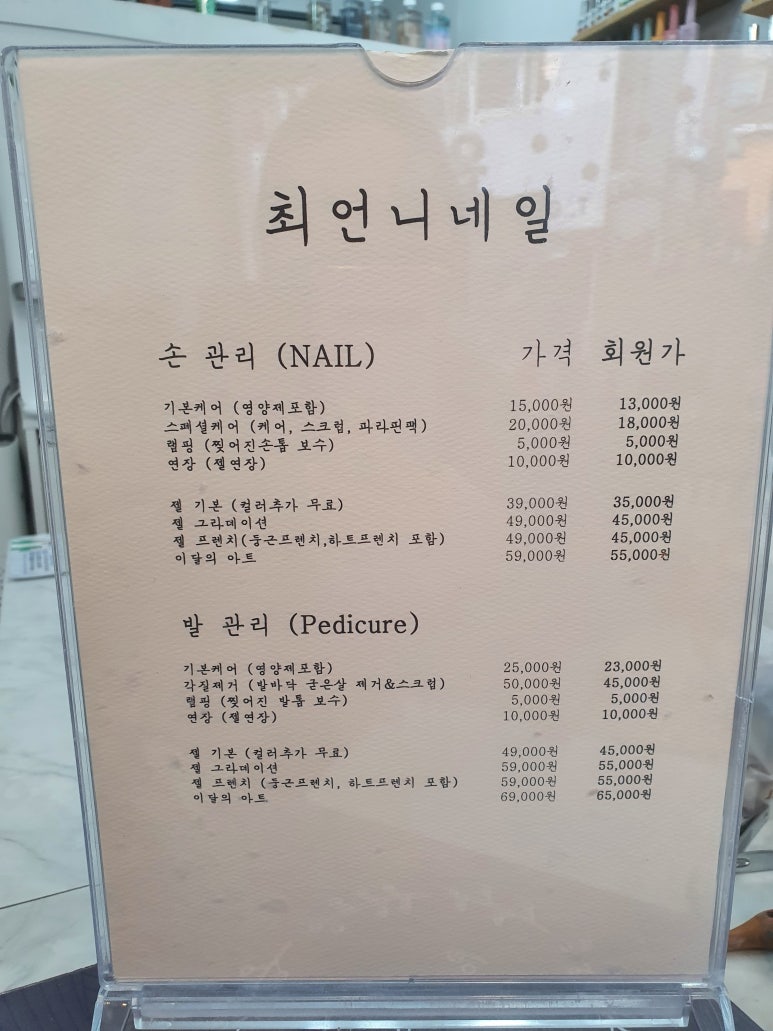 최언니네일
손 관리 (NAIL) 가격 회원가
기본케어 (영양제포함) 15,000원 13,000원
스페셜케어 (케어, 스크럽, 파라핀팩) 20,000원 18,000원
랩핑 (찢어진손톱 보수) 5,000원 5,000원
연장 (젤연장) 10,000원 10,000원
젤 기본 (컬러추가 무료) 39,000원 35,000원
젤 그라데이션 49,000원 45,000원
젤 프렌치(둥근프렌치,하트프렌치 포함) 49,000원 45,000원
이달의 아트 59,000원 55,000원
발 관리 (Pedicure)
기본케어 (영양제포함) 25,000원 23,000원
각질제거 (발바닥 굳은살 제거&스크럽) 50,000원 45,000원
랩핑 (찢어진 발톱 보수) 5,000원 5,000원
연장 (젤연장) 10,000원 10,000원
젤 기본 (컬러추가 무료) 49,000원 45,000원
젤 그라데이션 59,000원 55,000원
젤 프렌치 (둥근프렌치, 하트프렌치 포함) 59,000원 55,000원
이달의 아트 69,000원 65,000원